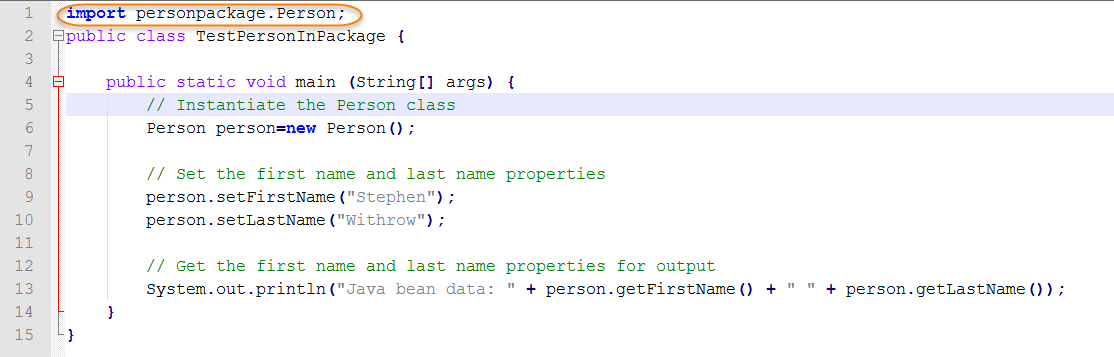 1 import personpackage.Person;
2 public class TestPersonInPackage {
3
4 public static void main (String[] args) {
5 // Instantiate the Person class
6 Person person=new Person();
7
8 // Set the first name and last name properties
9 person.setFirstName("Stephen");
10 person.setLastName("Withrow");
11
12 // Get the first name and last name properties for output
13 System.out.println("Java bean data: " + person.getFirstName() + " " + person.getLastName());
14 }
15 }